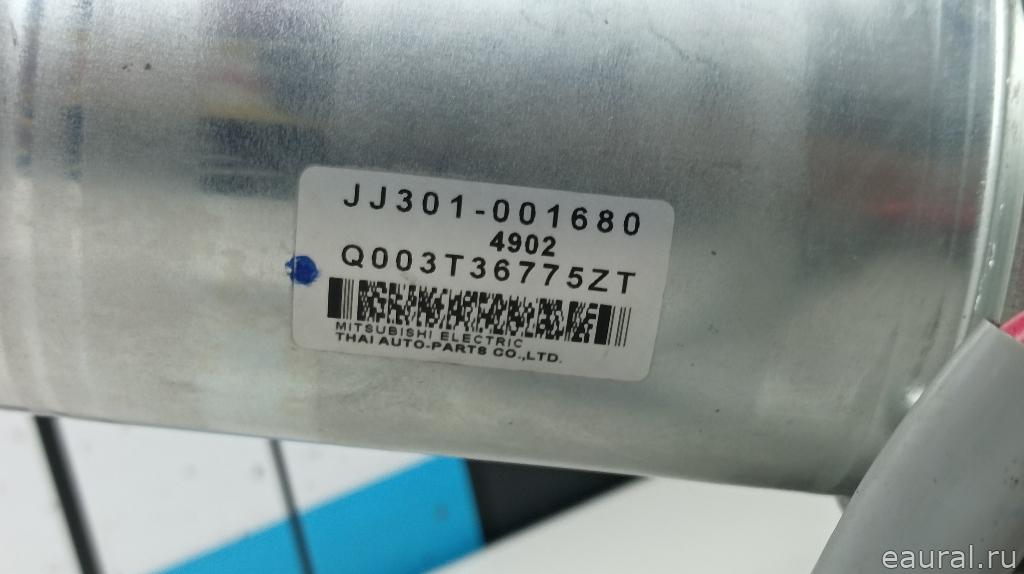 JJ301-001680
4902
Q003T36775ZT
MITSUBISHI ELECTRIC
THAI AUTO-PARTS CO.,LTD.
eaural.ru